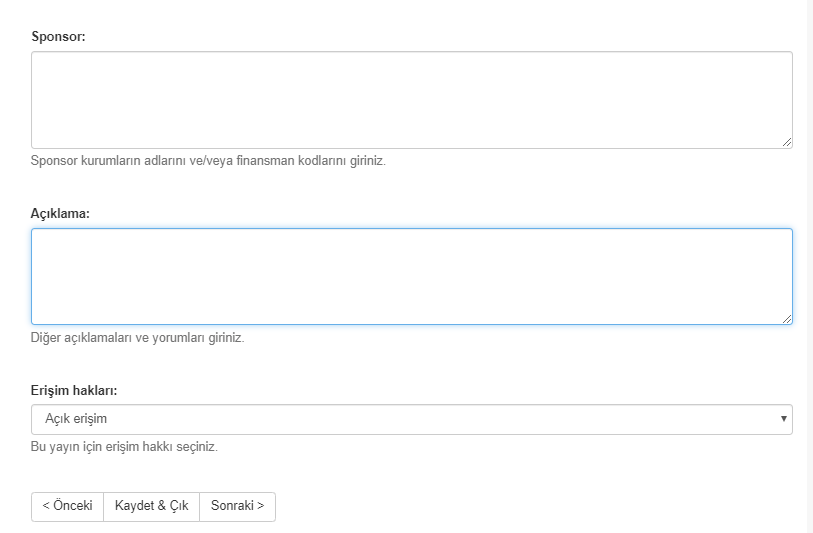 Sponsor:
Sponsor kurumların adlarını ve/veya finansman kodlarını giriniz.
Açıklama:
Diğer açıklamaları ve yorumları giriniz.
Erişim hakları:
Açık erişim
Bu yayın için erişim hakkı seçiniz.
< Önceki Kaydet & Çık Sonraki >